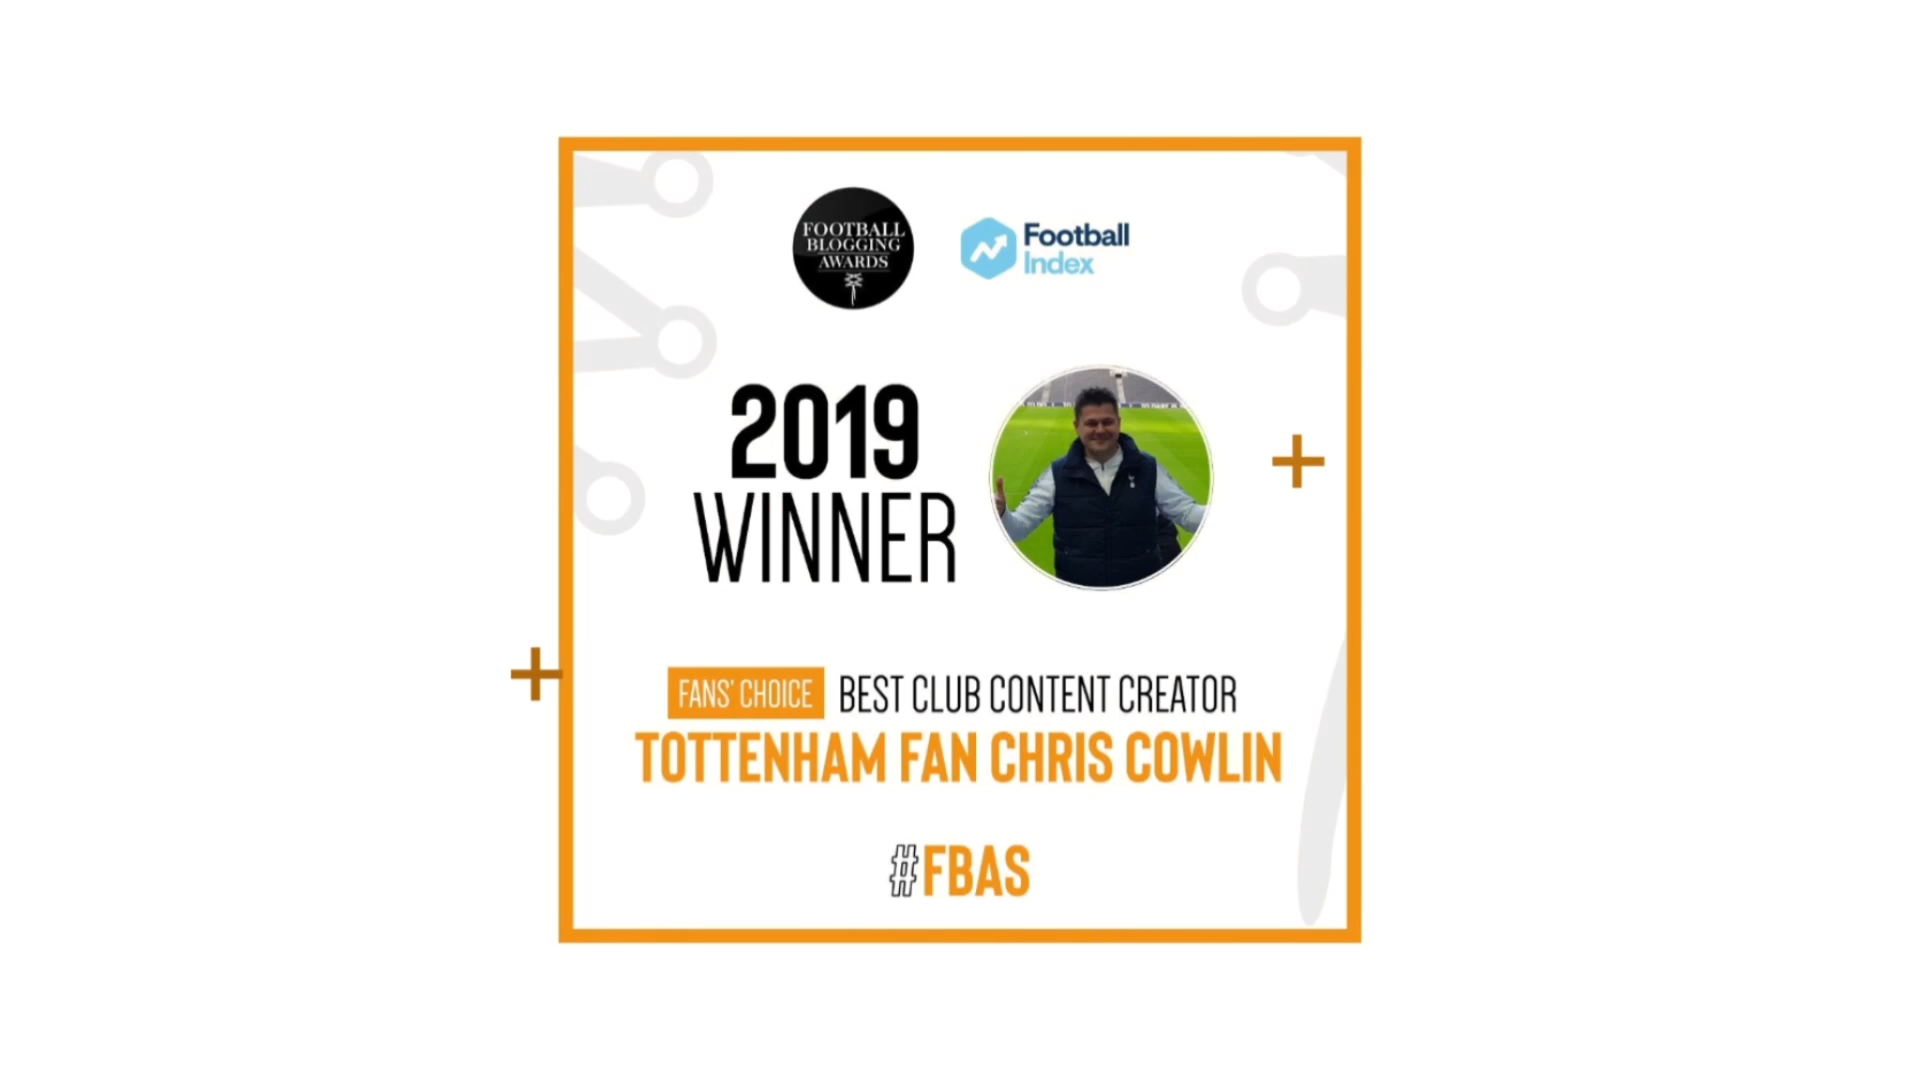 FOOTBALL
BLOGGING
AWARDS
Football
Index
2019
WINNER
FANS' CHOICE BEST CLUB CONTENT CREATOR
TOTTENHAM FAN CHRIS COWLIN
#FBAS